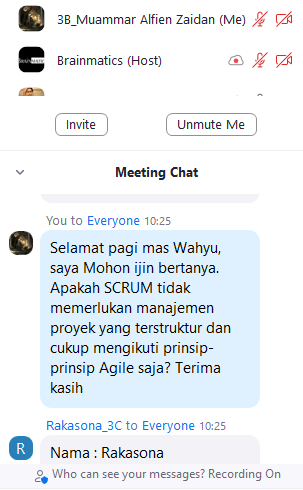 3B_Muammar Alfien Zaidan (Me)
Brainmatics (Host)
Invite
Unmute Me
Meeting Chat
You to Everyone 10:25
Selamat pagi mas Wahyu,
saya Mohon ijin bertanya.
Apakah SCRUM tidak
memerlukan manajemen
proyek yang terstruktur dan
cukup mengikuti prinsip-
prinsip Agile saja? Terima
kasih
Rakasona_3C to Everyone 10:25
R
Nama : Rakasona
Who can see your messages? Recording On